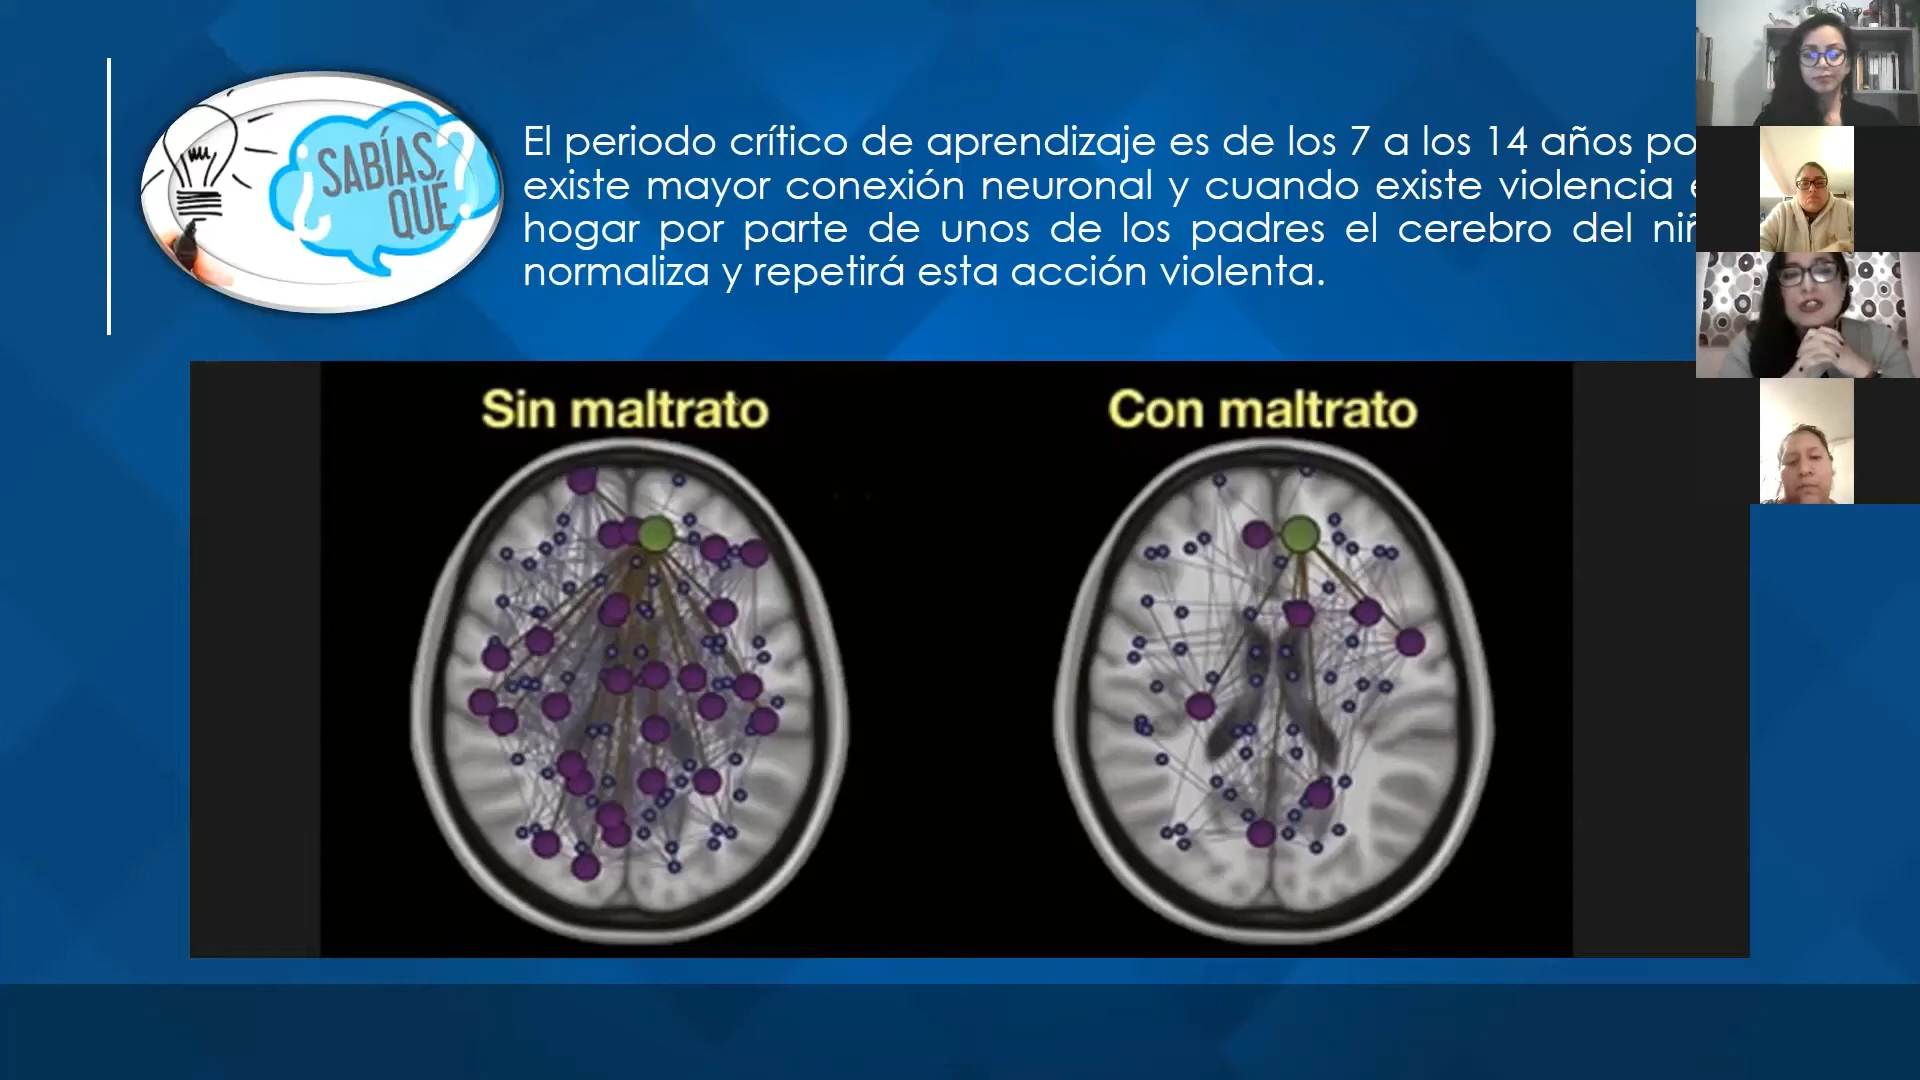 ¿SABÍAS
QUÉ?
El periodo crítico de aprendizaje es de los 7 a los 14 años
existe mayor conexión neuronal y cuando existe violencia
hogar por parte de unos de los padres el cerebro del
normaliza y repetirá esta acción violenta.
Sin maltrato
Con maltrato